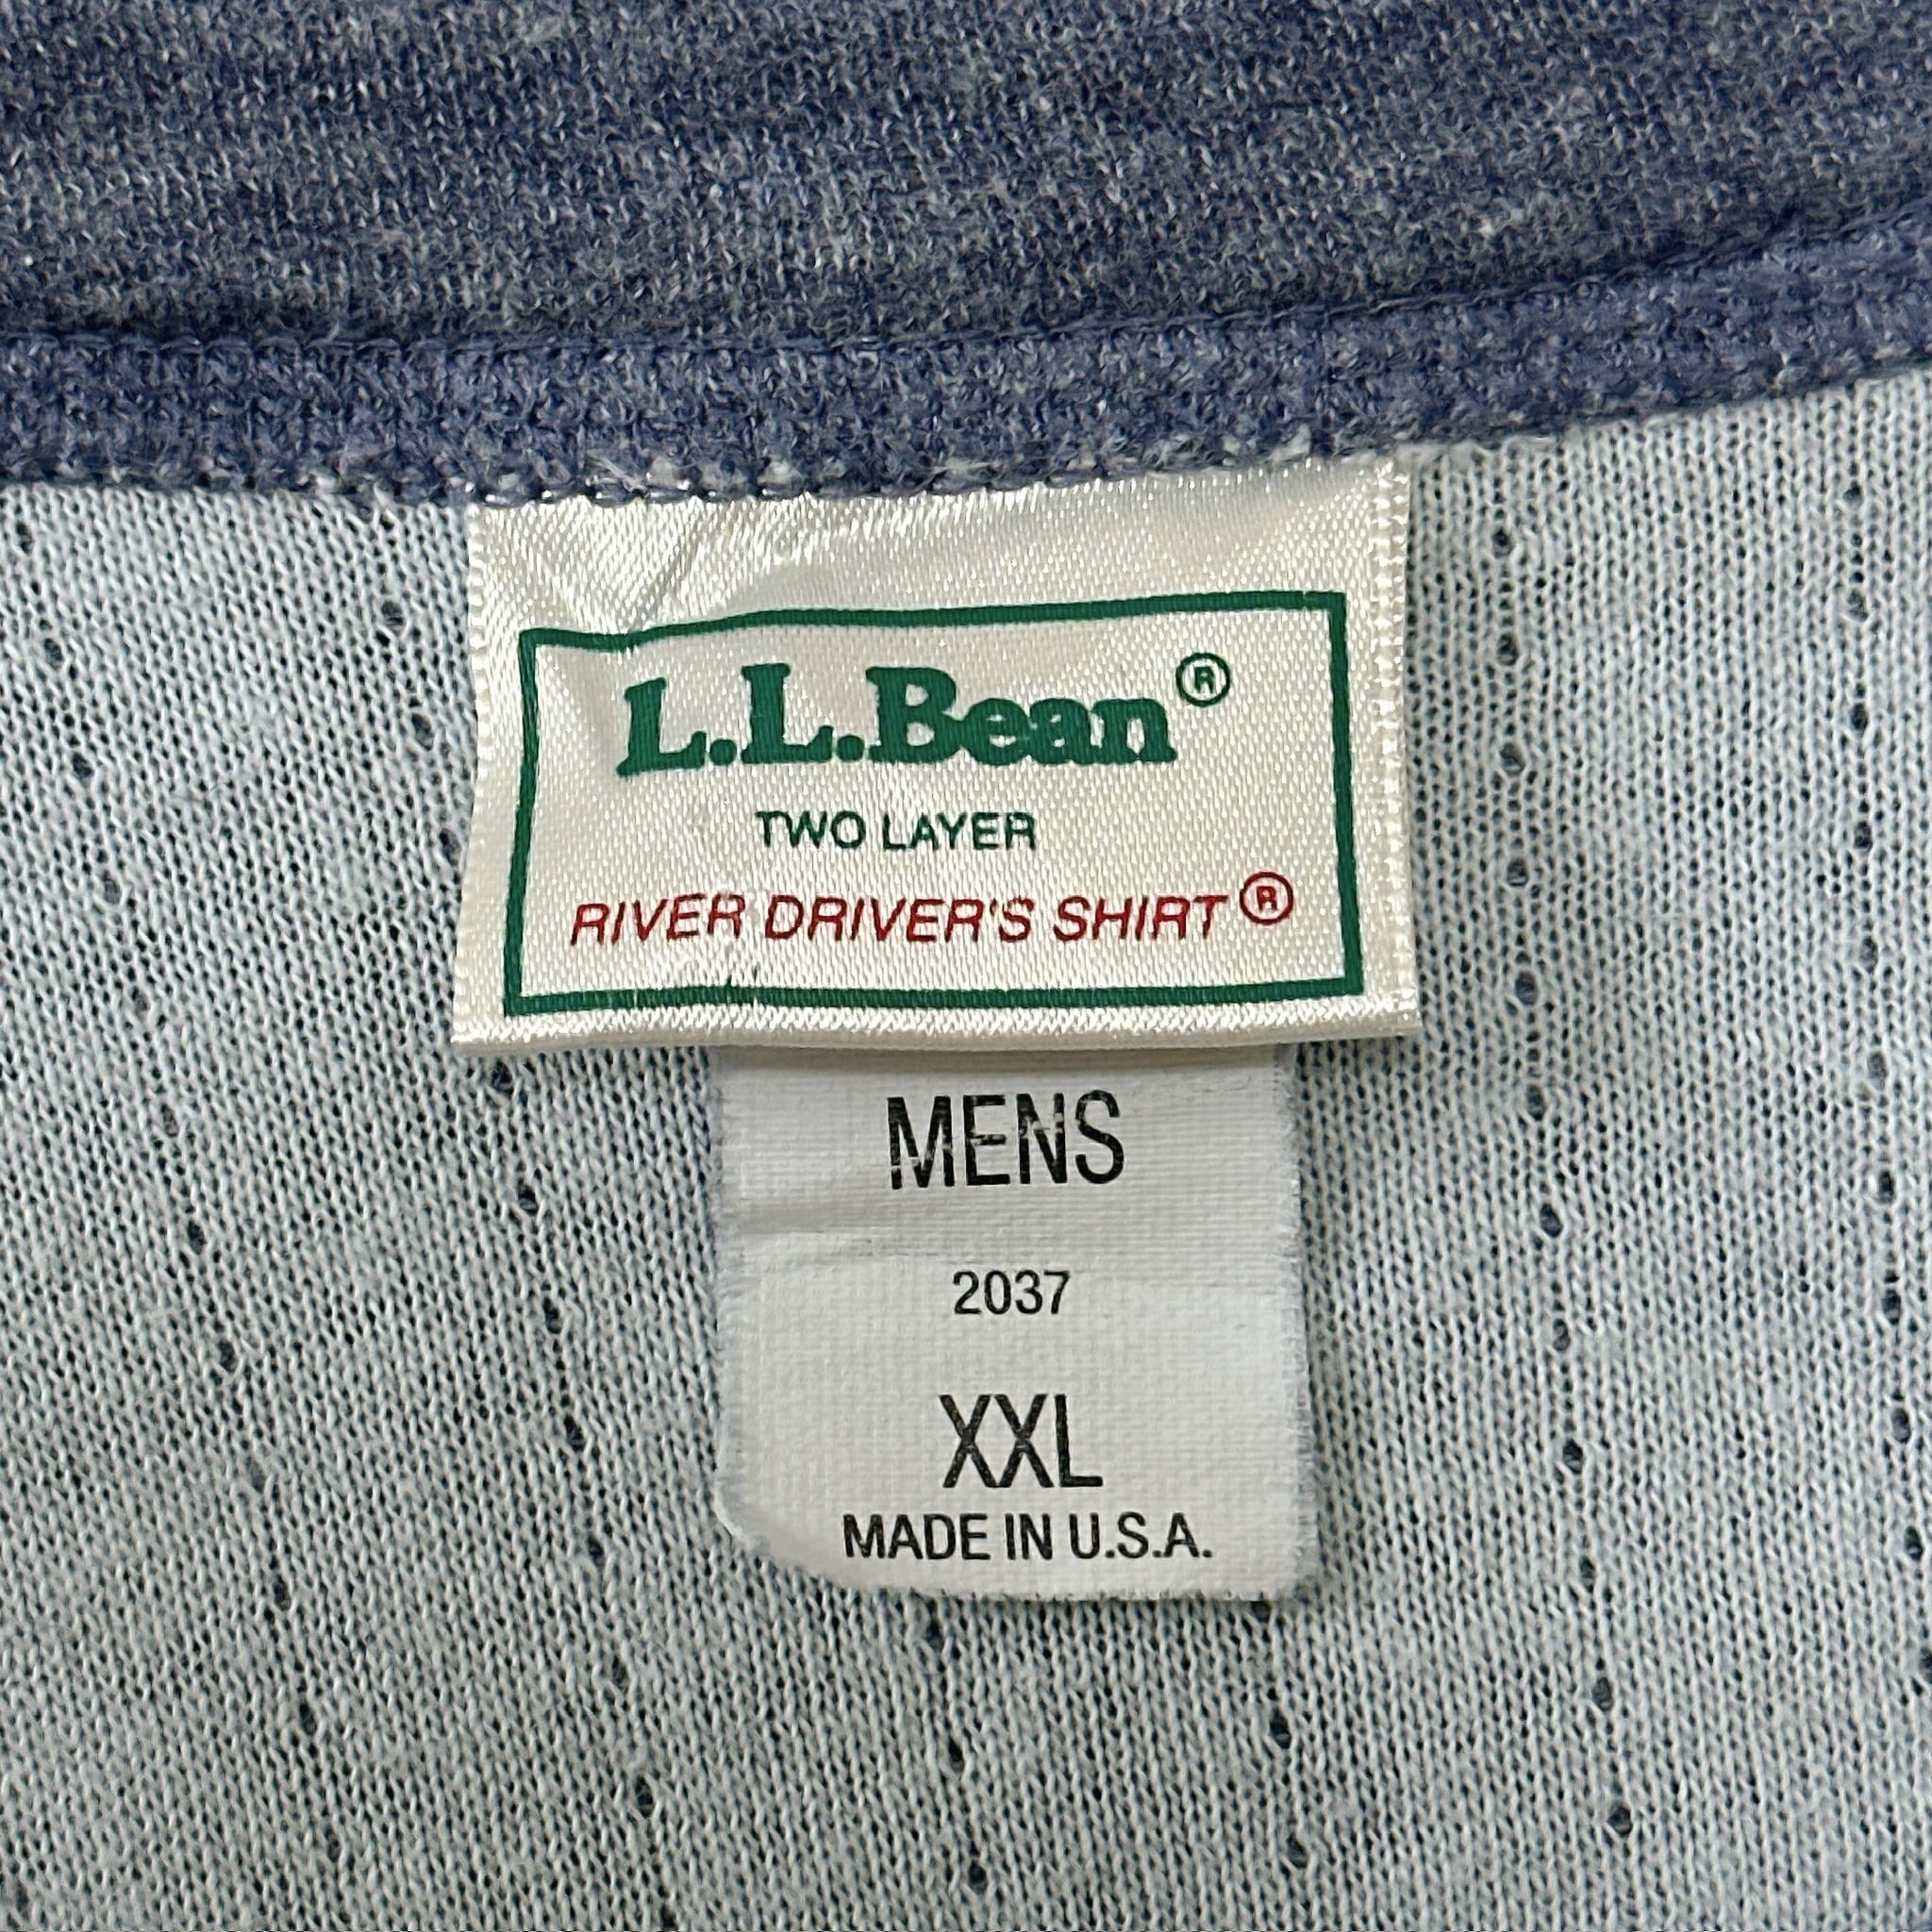 L.L.Bean®
TWO LAYER
RIVER DRIVER'S SHIRT®
MENS
2037
XXL
MADE IN U.S.A.